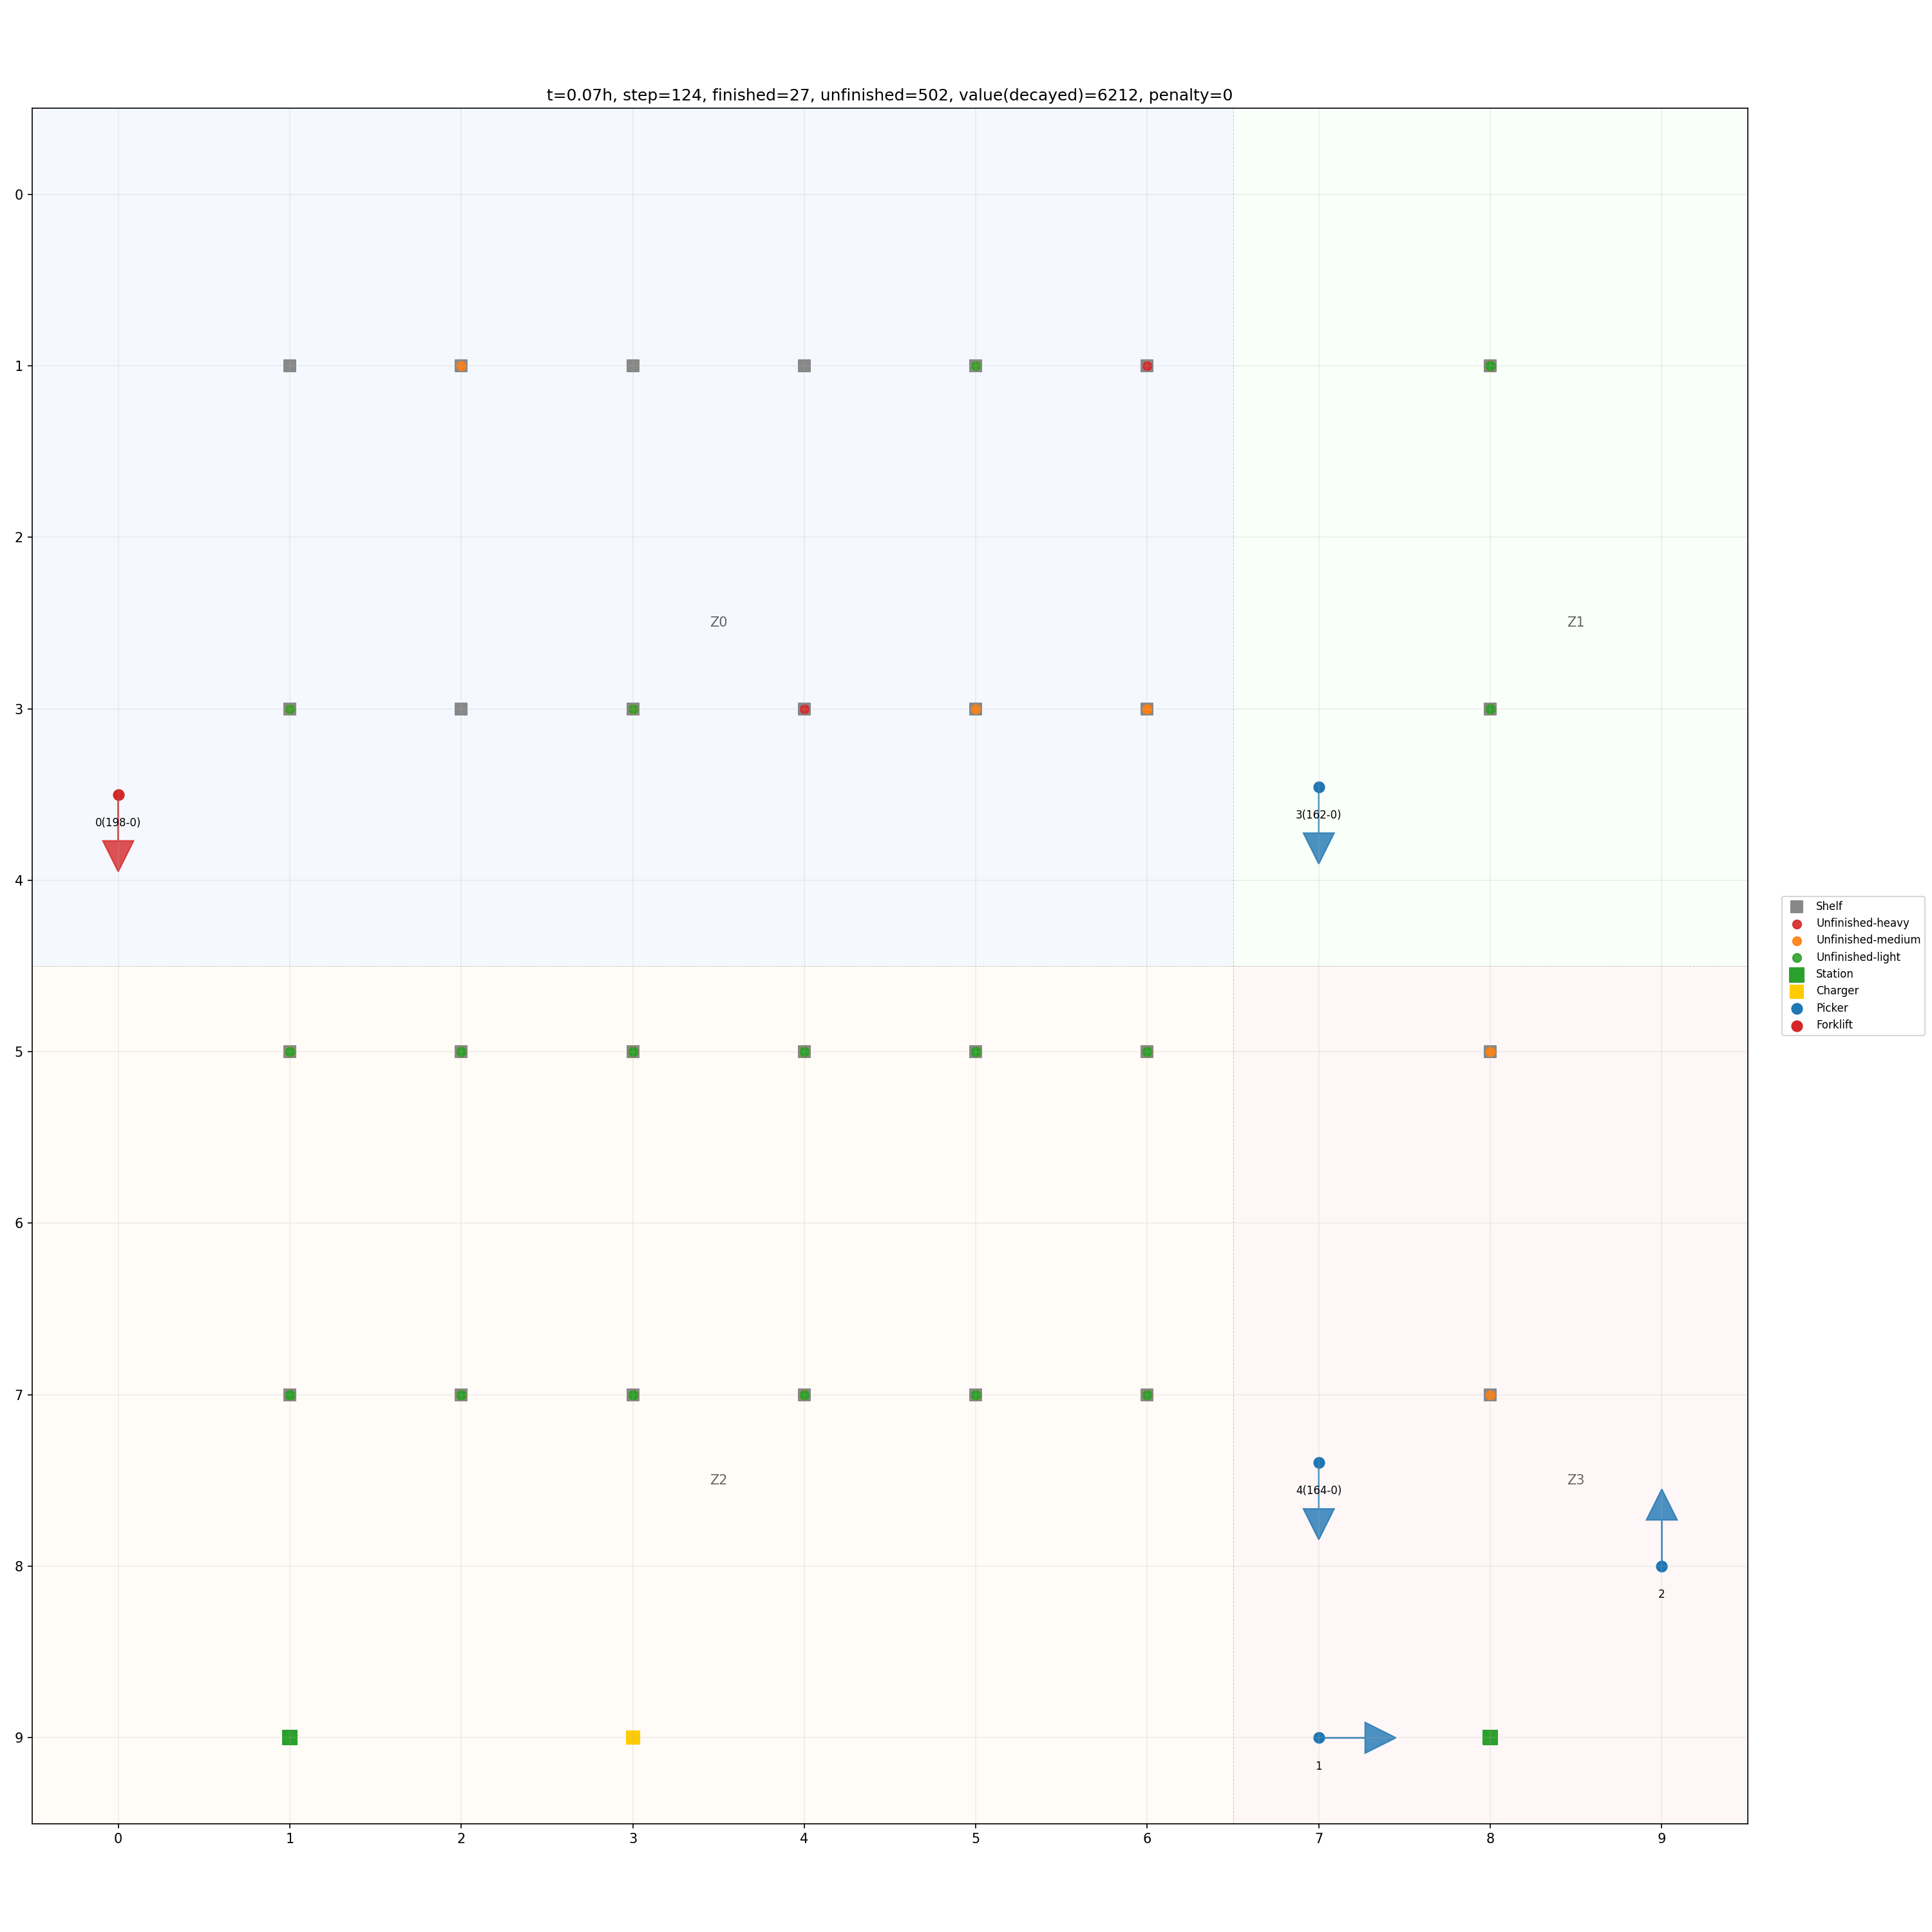 t=0.07h, step=124, finished=27, unfinished=502, value(decayed)=6212, penalty=0
0
1
2
Z0
Z1
3
0(198-0)
3(162-0)
4
Shelf
Unfinished-heavy
Unfinished-medium
Unfinished-light
Station
Charger
Picker
Forklift
5
6
7
Z2
Z3
4(164-0)
8
2
9
1
0 1 2 3 4 5 6 7 8 9